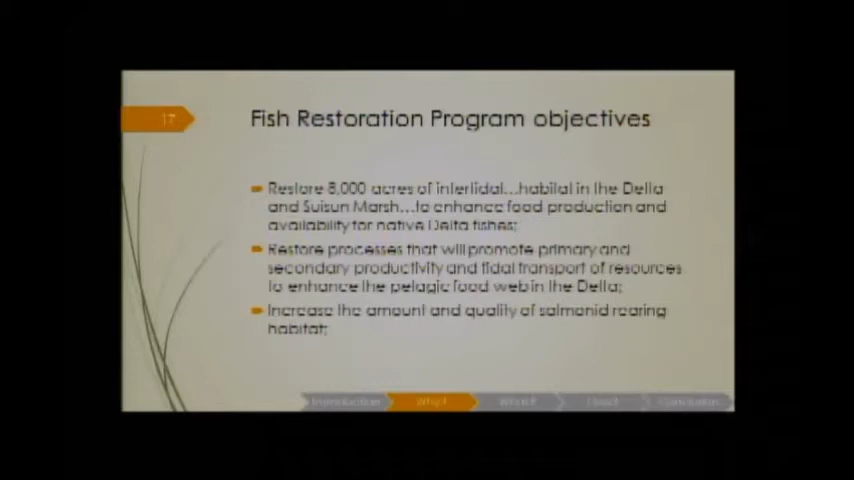 17
Fish Restoration Program objectives
Restore 8,000 acres of intertidal...habitat in the Delta
and Suisun Marsh...to enhance food production and
availability for native Delta fishes;
Restore processes that will promote primary and
secondary productivity and tidal transport of resources
to enhance the pelagic food web in the Delta;
Increase the amount and quality of salmonid rearing
habitat;
Introduction Why?